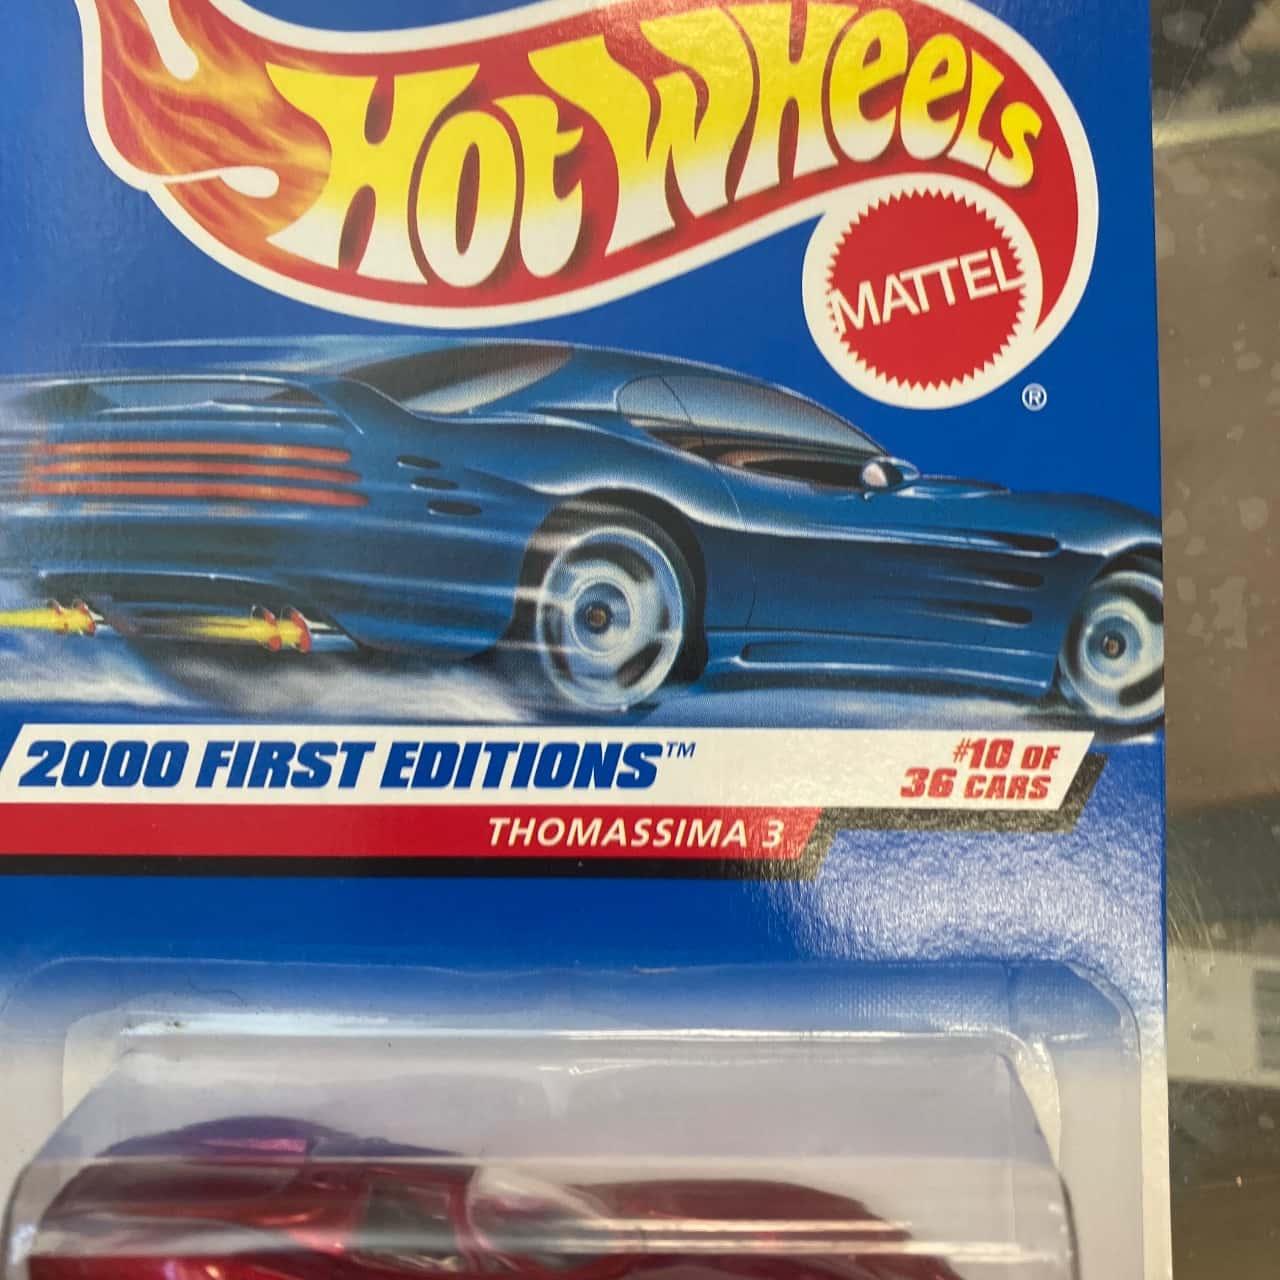 HOT WHEELS
MATTEL
®
2000 FIRST EDITIONS™
#10 OF
36 CARS
THOMASSIMA 3